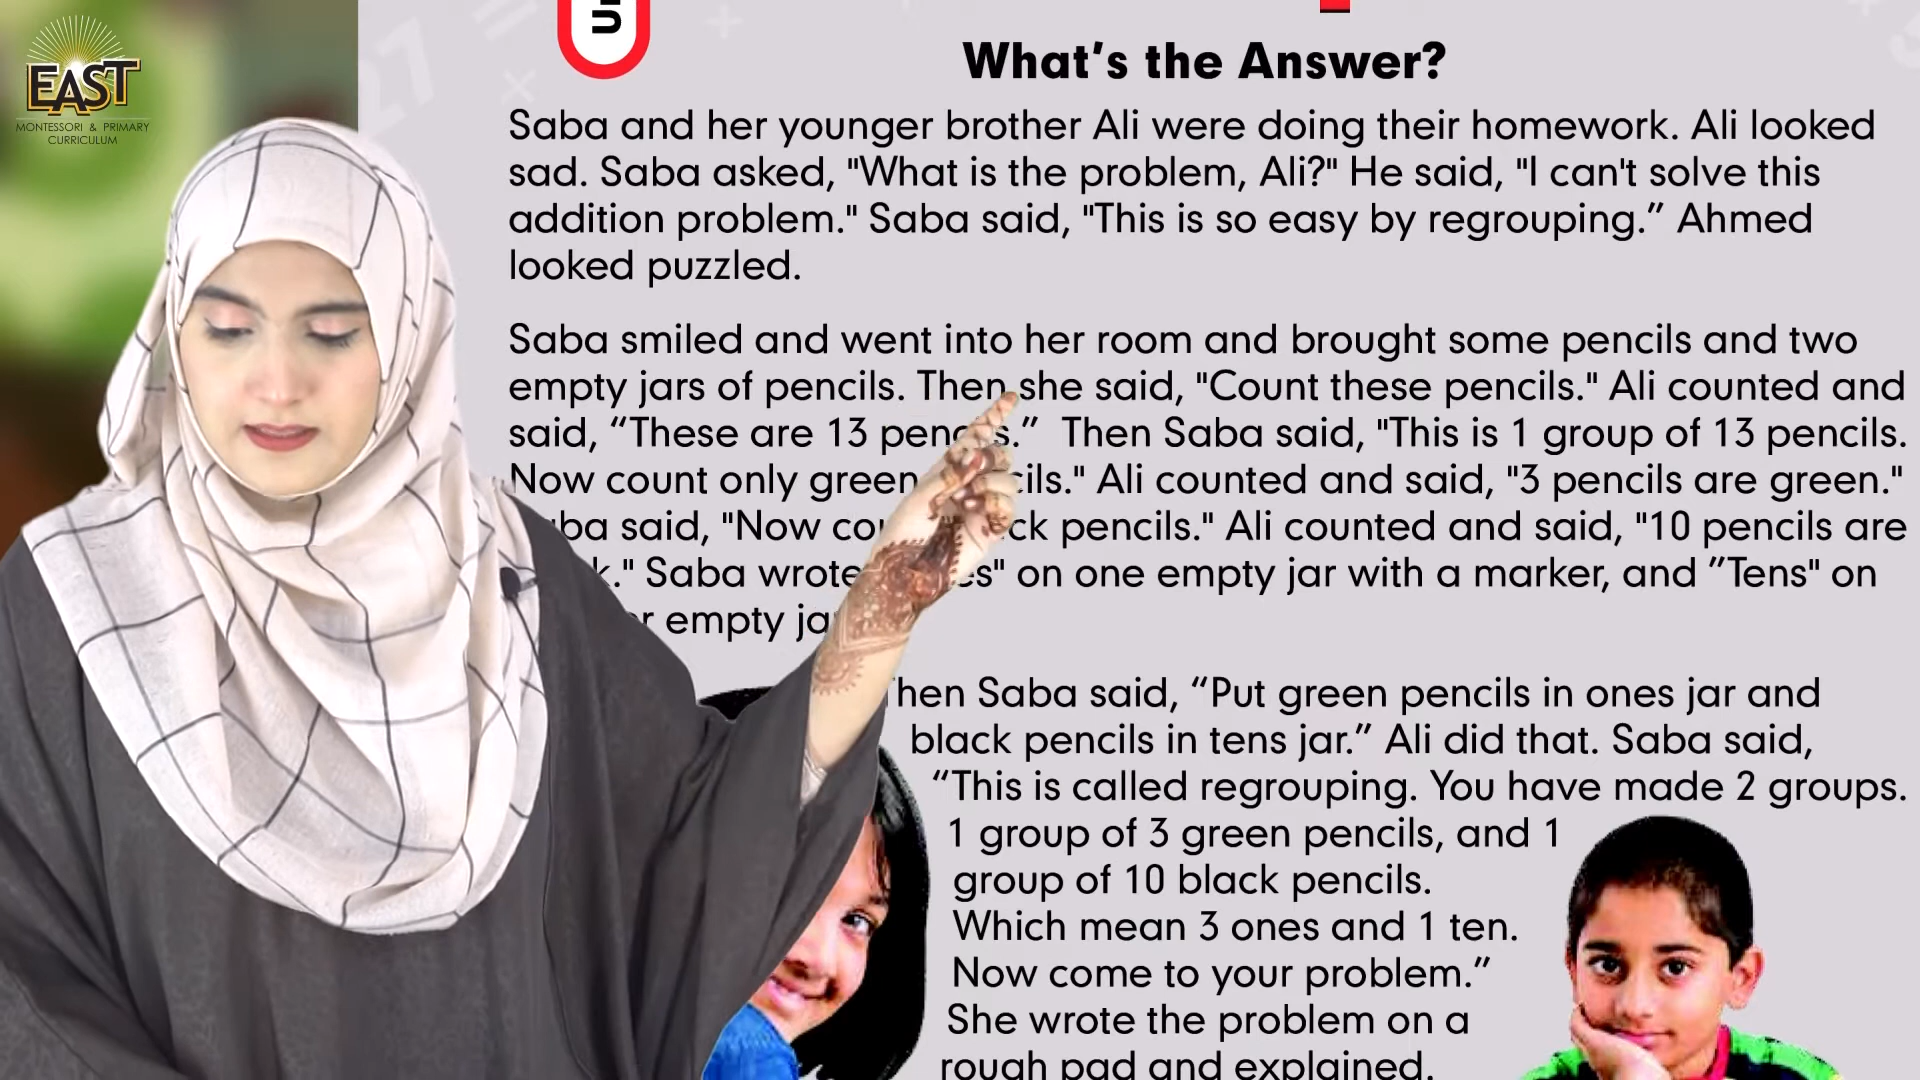 EAST
MONTESSORI & PRIMARY
CURRICULUM
27 =
What's the Answer?
Saba and her younger brother Ali were doing their homework. Ali looked
sad. Saba asked, "What is the problem, Ali?" He said, "I can't solve this
addition problem." Saba said, "This is so easy by regrouping.” Ahmed
looked puzzled.
Saba smiled and went into her room and brought some pencils and two
empty jars of pencils. Then she said, "Count these pencils." Ali counted and
said, “These are 13 Then Saba said, "This is 1 group of 13 pencils.
Now count only green Ali counted and said, "3 pencils are green."
said, "Now pencils." Ali counted and said, "10 pencils are
Saba wrote on one empty jar with a marker, and ”Tens" on
empty
Then Saba said, “Put green pencils in ones jar and
black pencils in tens jar.” Ali did that. Saba said,
“This is called regrouping. You have made 2 groups.
1 group of 3 green pencils, and 1
group of 10 black pencils.
Which mean 3 ones and 1 ten.
Now come to your problem.”
She wrote the problem on a
rough pad and explained.